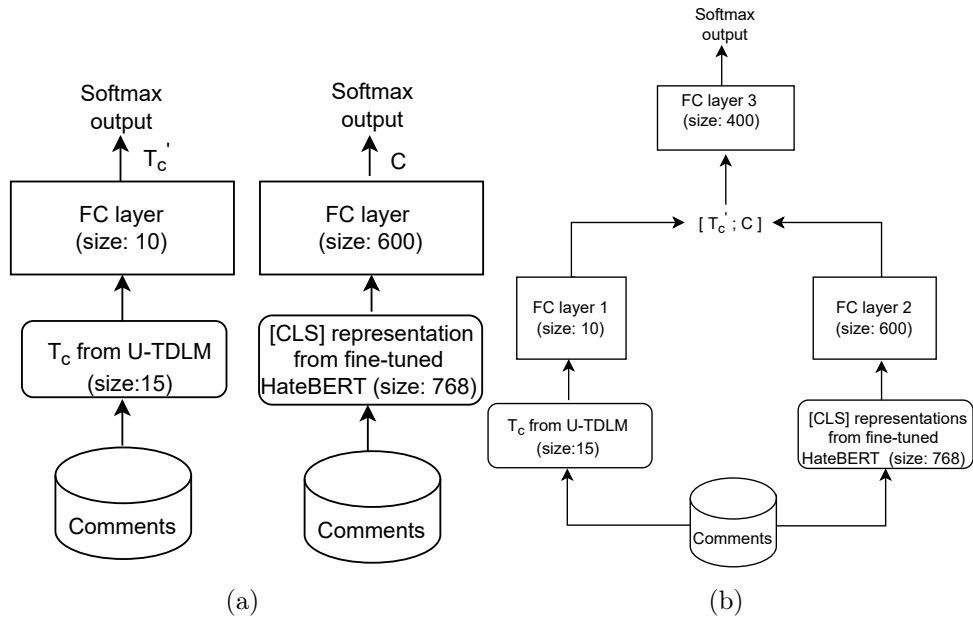 Softmax
output
T_c'
FC layer
(size: 10)
T_c from U-TDLM
(size:15)
Comments
Softmax
output
C
FC layer
(size: 600)
[CLS] representation
from fine-tuned
HateBERT (size: 768)
Comments
(a)
Softmax
output
FC layer 3
(size: 400)
[ T_c' ; C ]
FC layer 1
(size: 10)
FC layer 2
(size: 600)
T_c from U-TDLM
(size:15)
[CLS] representations
from fine-tuned
HateBERT (size: 768)
Comments
(b)